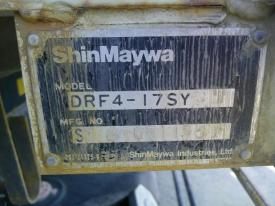 ShinMaywa
MODEL
DRF4-17SY
MFG NO
ShinMaywa Industries, Ltd.